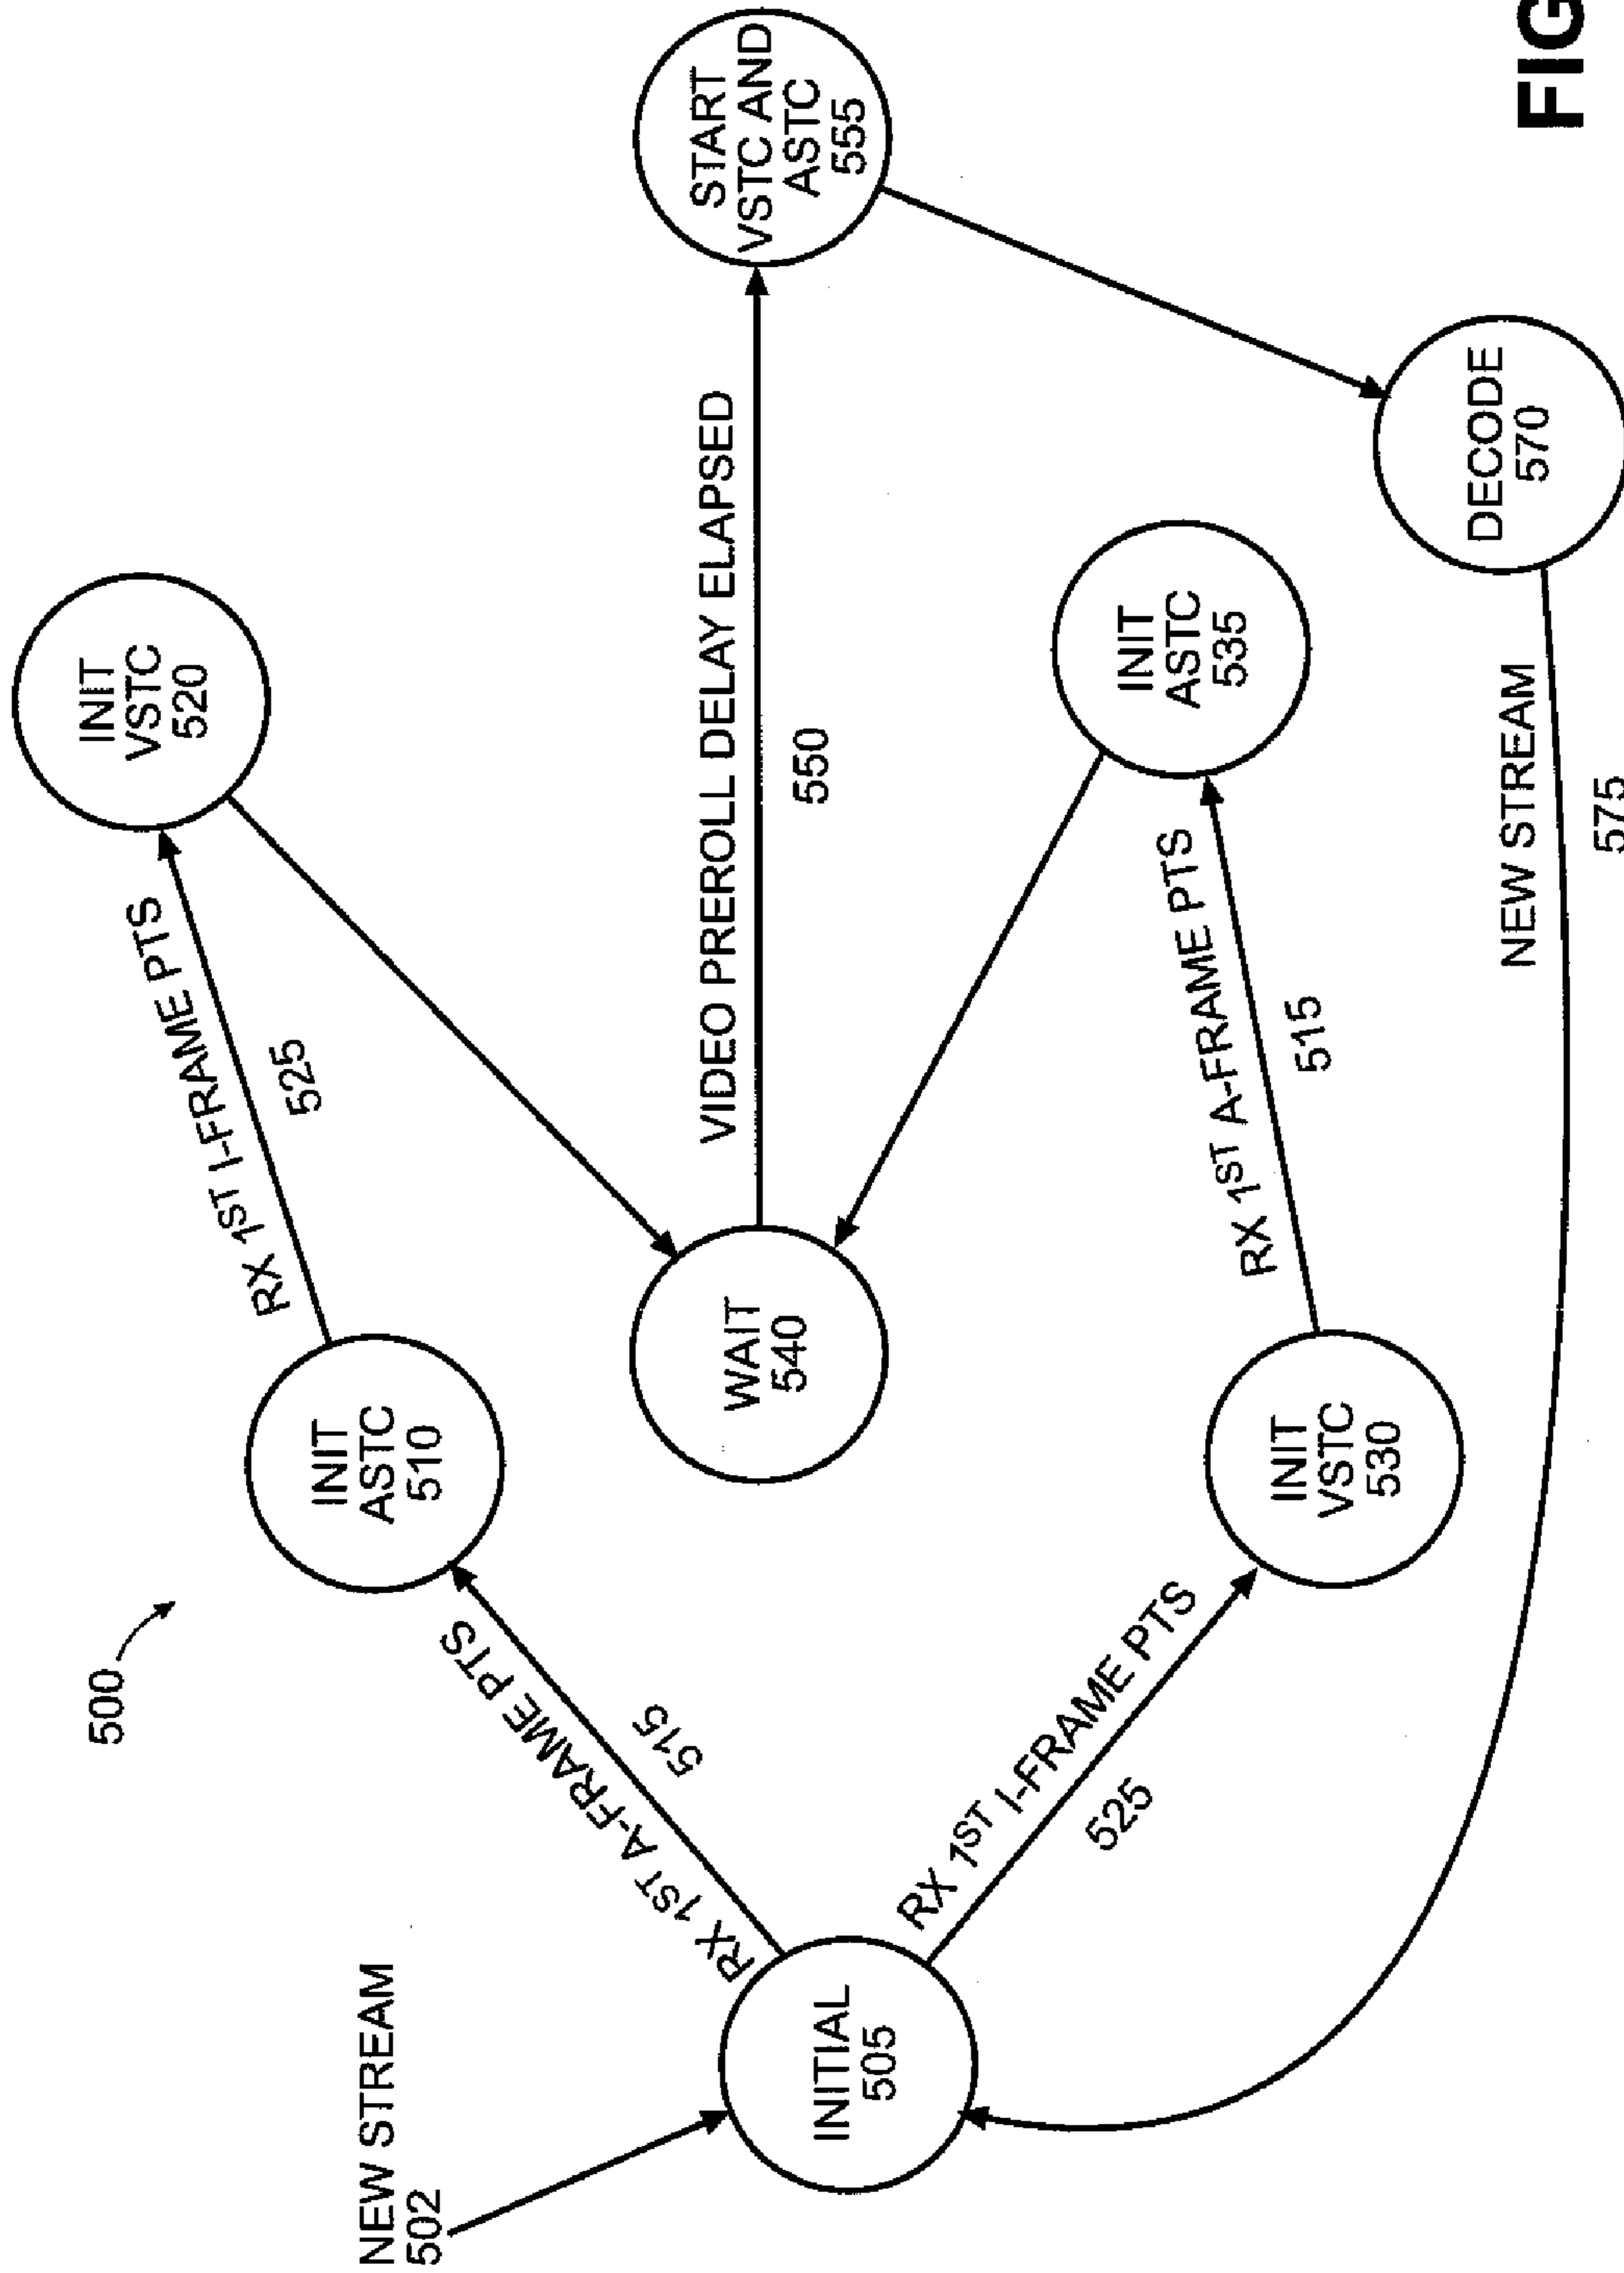 500
NEW STREAM
502
INITIAL
505
RX 1ST A-FRAME PTS
515
RX 1ST I-FRAME PTS
525
INIT
ASTC
510
INIT
VSTC
530
RX 1ST I-FRAME PTS
525
RX 1ST A-FRAME PTS
515
INIT
VSTC
520
INIT
ASTC
535
WAIT
540
VIDEO PREROLL DELAY ELAPSED
550
START
VSTC AND
ASTC
555
DECODE
570
NEW STREAM
575
FIG